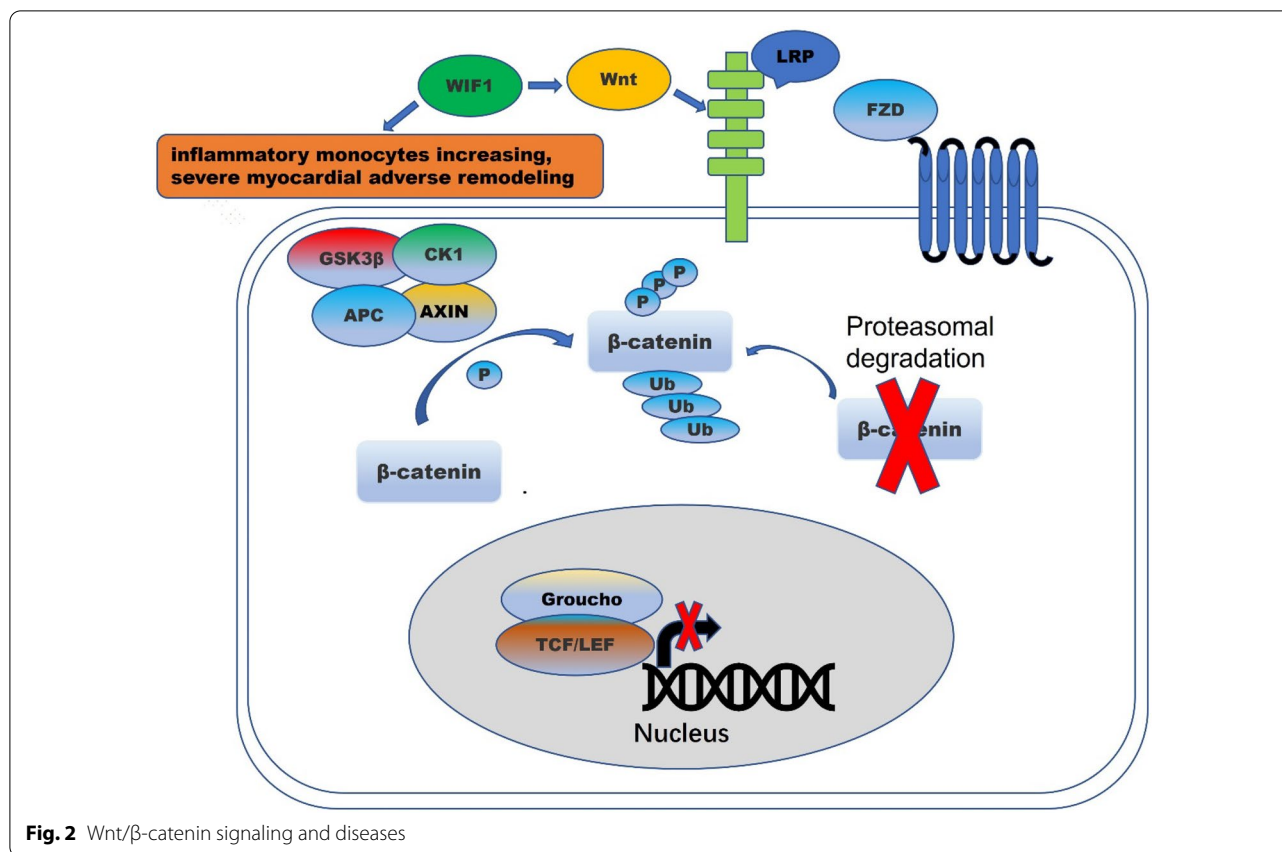 LRP
WIF1
Wnt
FZD
inflammatory monocytes increasing,
severe myocardial adverse remodeling
GSK3β
CK1
APC
AXIN
P
P
P
β-catenin
Ub
Ub
Ub
P
β-catenin
Proteasomal
degradation
β-catenin
Groucho
TCF/LEF
Nucleus
Fig. 2 Wnt/β-catenin signaling and diseases